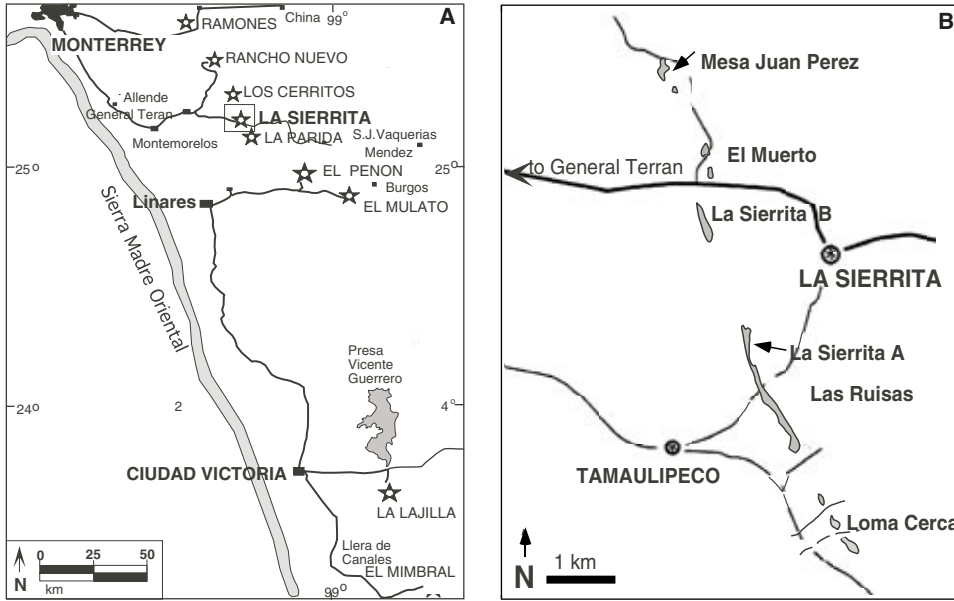 A
China
99°
RAMONES
MONTERREY
RANCHO NUEVO
LOS CERRITOS
Allende
General Teran
LA SIERRITA
Montemorelos
LA PARIDA
S.J.Vaquerias
Mendez
25°
25°
EL PENON
Burgos
EL MULATO
Linares
Sierra Madre Oriental
Presa
Vicente
Guerrero
24°
2
4°
CIUDAD VICTORIA
LA LAJILLA
Llera de
Canales
EL MIMBRAL
99°
0 25 50
km
N
B
Mesa Juan Perez
El Muerto
to General Terran
La Sierrita B
LA SIERRITA
La Sierrita A
Las Ruisas
TAMAULIPECO
Loma Cerca
N
1 km